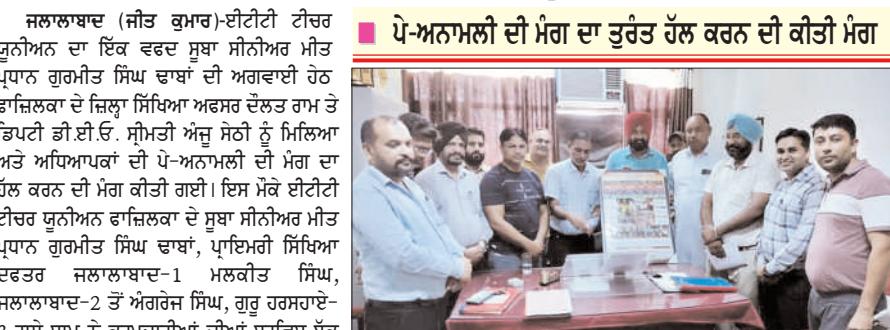 ਪੇ-ਅਨਾਮਲੀ ਦੀ ਮੰਗ ਦਾ ਤੁਰੰਤ ਹੱਲ ਕਰਨ ਦੀ ਕੀਤੀ ਮੰਗ
ਜਲਾਲਾਬਾਦ (ਜੀਤ ਕੁਮਾਰ)-ਈਟੀਟੀ ਟੀਚਰ
ਯੂਨੀਅਨ ਦਾ ਇੱਕ ਵਫਦ ਸੂਬਾ ਸੀਨੀਅਰ ਮੀਤ
ਪ੍ਰਧਾਨ ਗੁਰਮੀਤ ਸਿੰਘ ਢਾਬਾਂ ਦੀ ਅਗਵਾਈ ਹੇਠ
ਫਾਜ਼ਿਲਕਾ ਦੇ ਜ਼ਿਲ੍ਹਾ ਸਿੱਖਿਆ ਅਫਸਰ ਦੌਲਤ ਰਾਮ ਤੇ
ਡਿਪਟੀ ਡੀ.ਈ.ਓ. ਸ੍ਰੀਮਤੀ ਅੰਜੂ ਸੇਠੀ ਨੂੰ ਮਿਲਿਆ
ਅਤੇ ਅਧਿਆਪਕਾਂ ਦੀ ਪੇ-ਅਨਾਮਲੀ ਦੀ ਮੰਗ ਦਾ
ਹੱਲ ਕਰਨ ਦੀ ਮੰਗ ਕੀਤੀ ਗਈ। ਇਸ ਮੌਕੇ ਈਟੀਟੀ
ਟੀਚਰ ਯੂਨੀਅਨ ਫਾਜ਼ਿਲਕਾ ਦੇ ਸੂਬਾ ਸੀਨੀਅਰ ਮੀਤ
ਪ੍ਰਧਾਨ ਗੁਰਮੀਤ ਸਿੰਘ ਢਾਬਾਂ, ਪ੍ਰਾਇਮਰੀ ਸਿੱਖਿਆ
ਦਫਤਰ ਜਲਾਲਾਬਾਦ-1 ਮਲਕੀਤ ਸਿੰਘ,
ਜਲਾਲਾਬਾਦ-2 ਤੋਂ ਅੰਗਰੇਜ ਸਿੰਘ, ਗੁਰੂ ਹਰਸਹਾਏ-